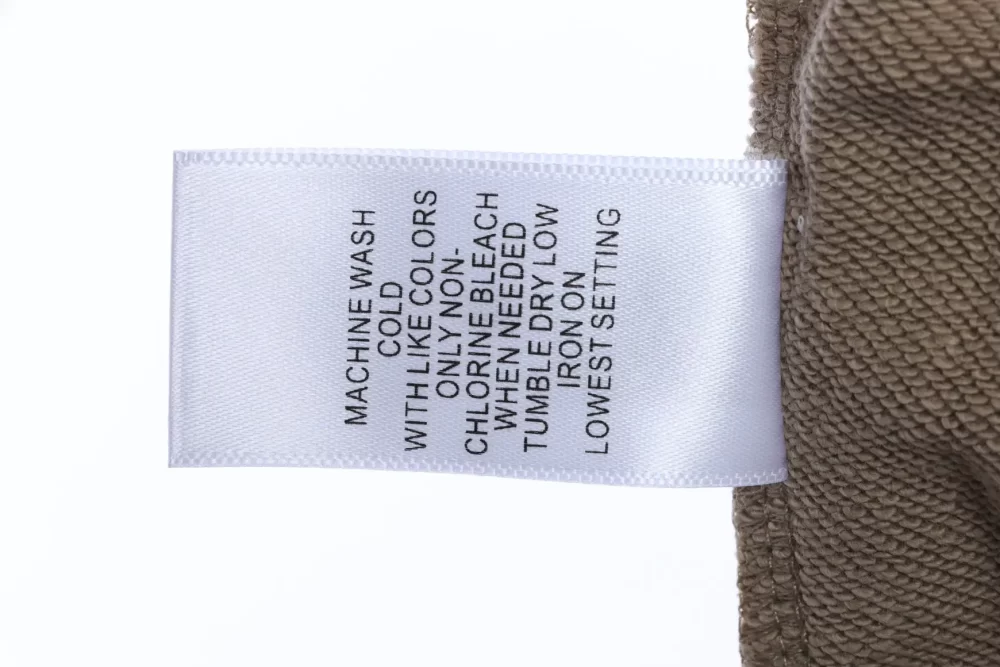 MACHINE WASH
COLD
WITH LIKE COLORS
ONLY NON-
CHLORINE BLEACH
WHEN NEEDED
TUMBLE DRY LOW
IRON ON
LOWEST SETTING